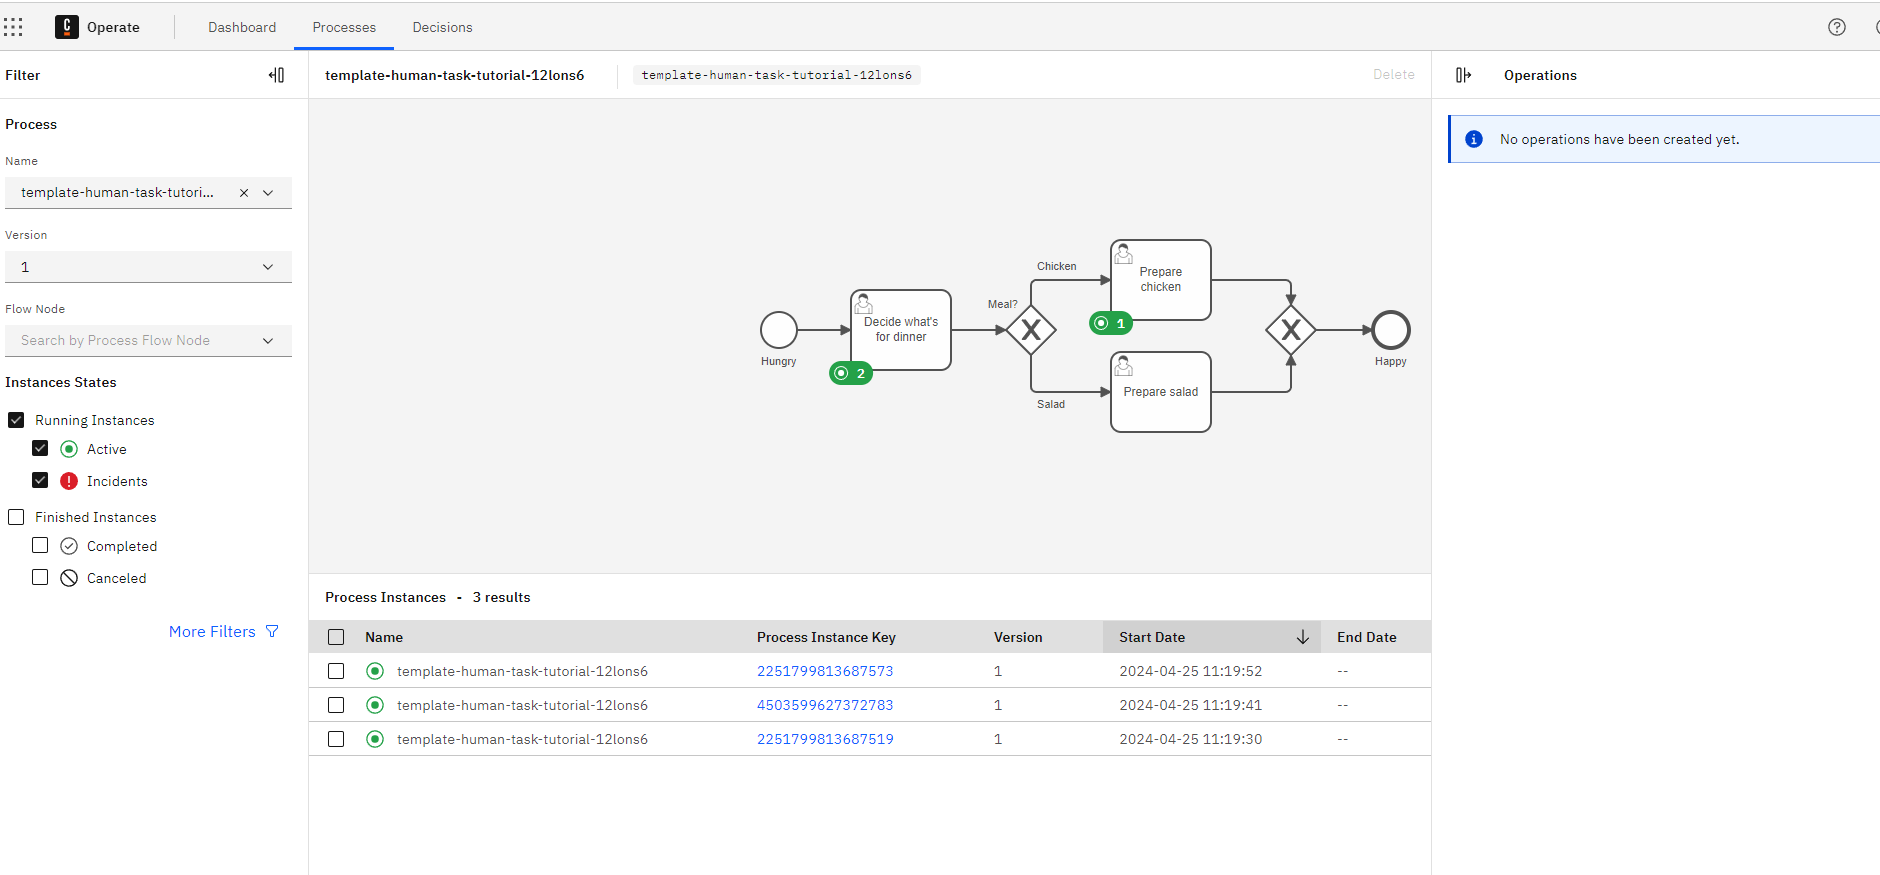 C Operate Dashboard Processes Decisions
Filter
template-human-task-tutorial-12lons6 template-human-task-tutorial-12lons6 Delete
Operations
Process
Name
template-human-task-tutori...
Version
1
Flow Node
Search by Process Flow Node
Instances States
Running Instances
Active
Incidents
Finished Instances
Completed
Canceled
More Filters
Hungry
Decide what's
for dinner
2
Meal?
Chicken
Prepare
chicken
1
Salad
Prepare salad
Happy
No operations have been created yet.
Process Instances - 3 results
Name Process Instance Key Version Start Date End Date
template-human-task-tutorial-12lons6 2251799813687573 1 2024-04-25 11:19:52 --
template-human-task-tutorial-12lons6 4503599627372783 1 2024-04-25 11:19:41 --
template-human-task-tutorial-12lons6 2251799813687519 1 2024-04-25 11:19:30 --